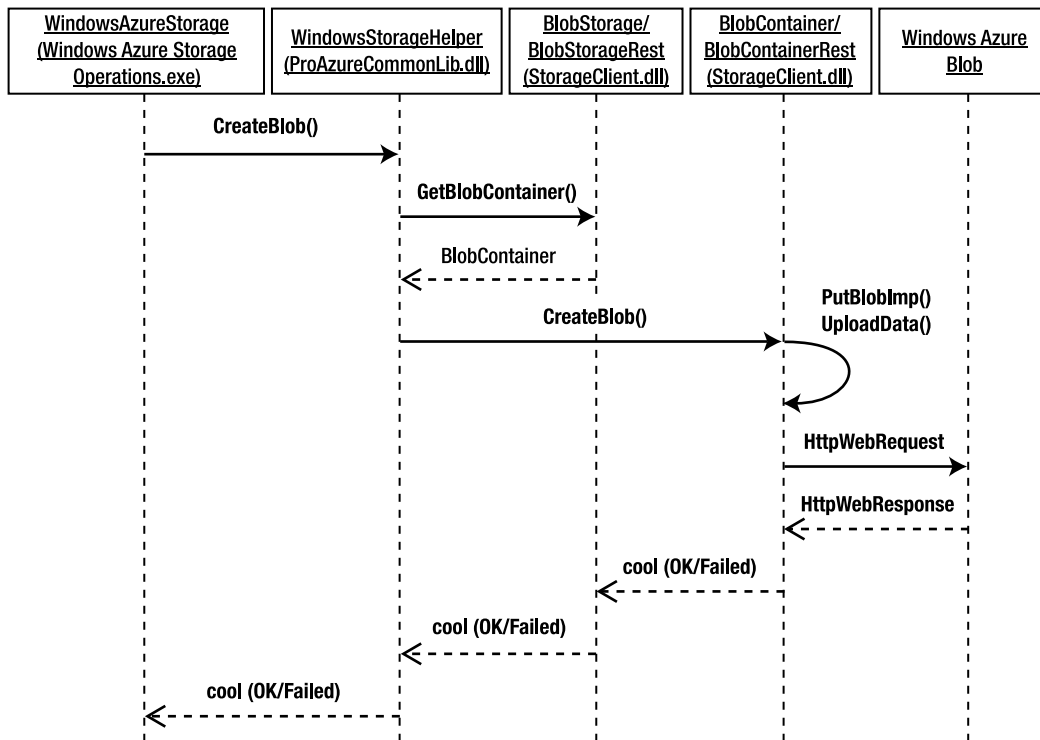 WindowsAzureStorage
(Windows Azure Storage
Operations.exe)
WindowsStorageHelper
(ProAzureCommonLib.dll)
BlobStorage/
BlobStorageRest
(StorageClient.dll)
BlobContainer/
BlobContainerRest
(StorageClient.dll)
Windows Azure
Blob
CreateBlob()
GetBlobContainer()
BlobContainer
CreateBlob()
PutBlobImp()
UploadData()
HttpWebRequest
HttpWebResponse
cool (OK/Failed)
cool (OK/Failed)
cool (OK/Failed)